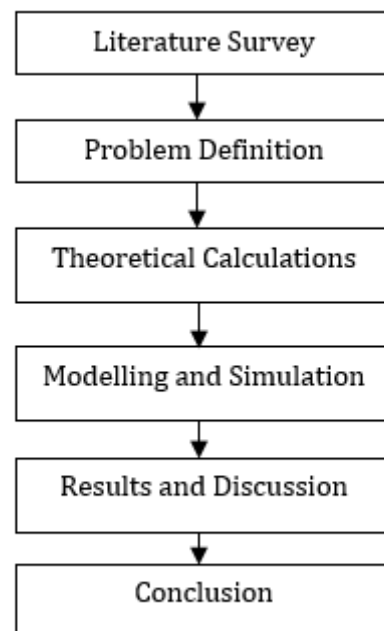 Literature Survey
Problem Definition
Theoretical Calculations
Modelling and Simulation
Results and Discussion
Conclusion